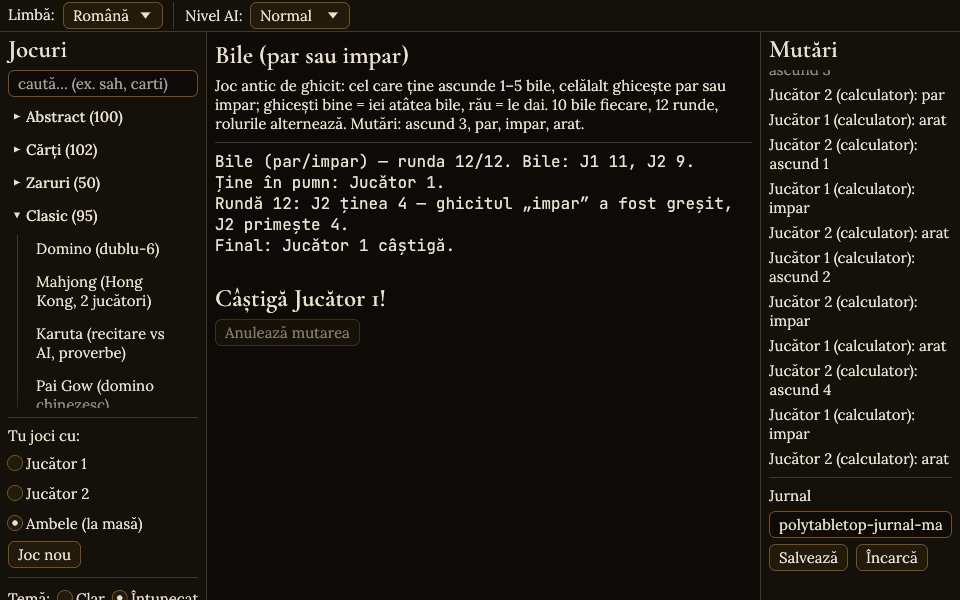 Limbă: Română Nivel AI: Normal
Jocuri
caută... (ex. sah, carti)
Abstract (100)
Cărți (102)
Zaruri (50)
Clasic (95)
Domino (dublu-6)
Mahjong (Hong
Kong, 2 jucători)
Karuta (recitare vs
AI, proverbe)
Pai Gow (domino
chinezesc)
Tu joci cu:
Jucător 1
Jucător 2
Ambele (la masă)
Joc nou
Temă: Clar Întunecat
Bile (par sau impar)
Joc antic de ghicit: cel care ține ascunde 1–5 bile, celălalt ghicește par sau
impar; ghicești bine = iei atâtea bile, rău = le dai. 10 bile fiecare, 12 runde,
rolurile alternează. Mutări: ascund 3, par, impar, arat.
Bile (par/impar) — runda 12/12. Bile: J1 11, J2 9.
Ține în pumn: Jucător 1.
Rundă 12: J2 ținea 4 — ghicitul „impar” a fost greșit,
J2 primește 4.
Final: Jucător 1 câștigă.
Câștigă Jucător 1!
Anulează mutarea
Mutări
ascund 3
Jucător 2 (calculator): par
Jucător 1 (calculator): arat
Jucător 2 (calculator):
ascund 1
Jucător 1 (calculator):
impar
Jucător 2 (calculator): arat
Jucător 1 (calculator):
ascund 2
Jucător 2 (calculator):
impar
Jucător 1 (calculator): arat
Jucător 2 (calculator):
ascund 4
Jucător 1 (calculator):
impar
Jucător 2 (calculator): arat
Jurnal
polytabletop-jurnal-ma
Salvează Încarcă